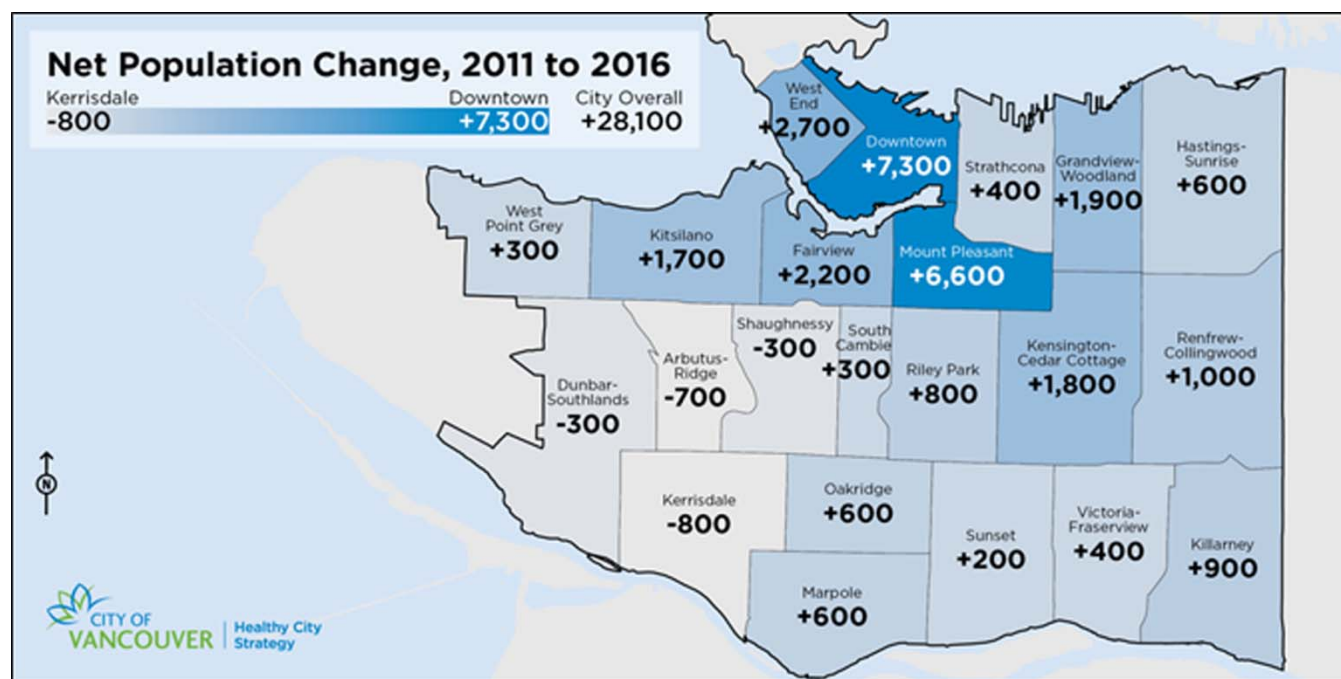 Net Population Change, 2011 to 2016
Kerrisdale
-800
Downtown
+7,300
City Overall
+28,100
West
End
+2,700
Downtown
+7,300
Strathcona
+400
Grandview-
Woodland
+1,900
Hastings-
Sunrise
+600
West
Point Grey
+300
Kitsilano
+1,700
Fairview
+2,200
Mount Pleasant
+6,600
Dunbar-
Southlands
-300
Arbutus-
Ridge
-700
Shaughnessy
-300
South
Cambie
+300
Riley Park
+800
Kensington-
Cedar Cottage
+1,800
Renfrew-
Collingwood
+1,000
Kerrisdale
-800
Oakridge
+600
Marpole
+600
Sunset
+200
Victoria-
Fraserview
+400
Killarney
+900
N
CITY OF
VANCOUVER
Healthy City
Strategy